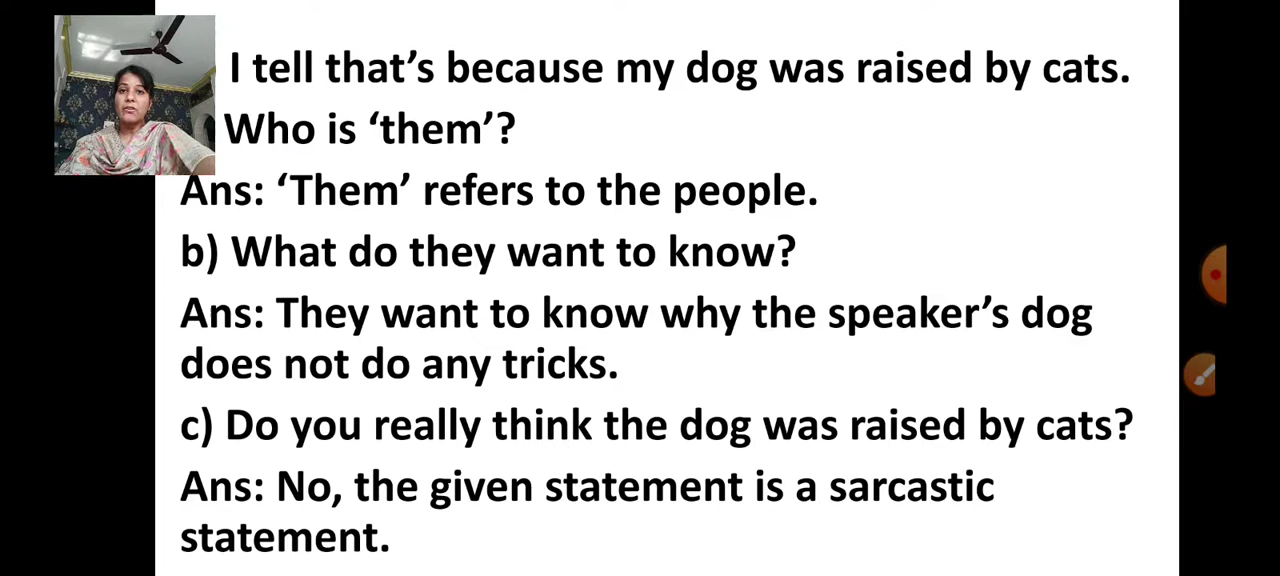 I tell that's because my dog was raised by cats.
Who is ‘them’?
Ans: ‘Them’ refers to the people.
b) What do they want to know?
Ans: They want to know why the speaker’s dog
does not do any tricks.
c) Do you really think the dog was raised by cats?
Ans: No, the given statement is a sarcastic
statement.